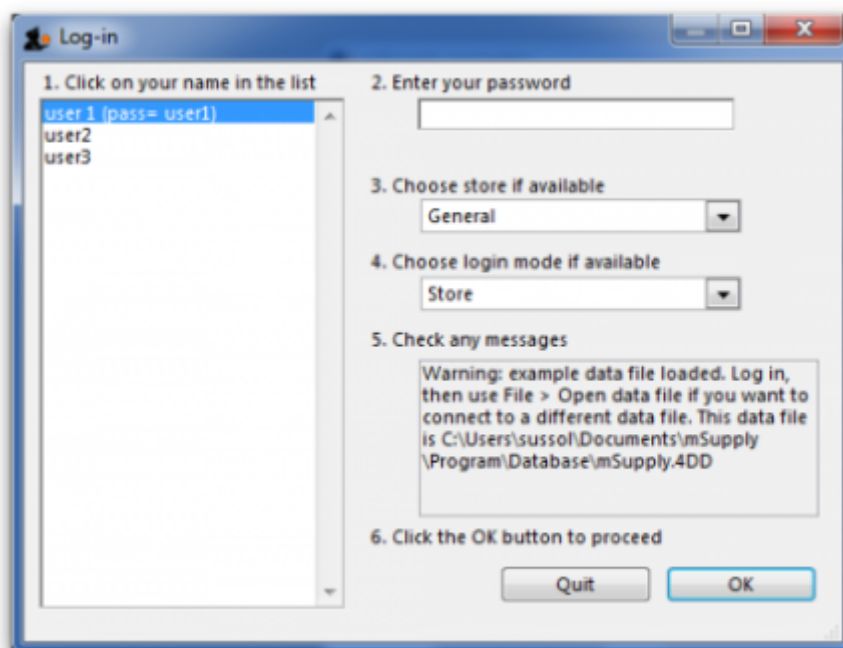 Log-in
1. Click on your name in the list
user 1 (pass= user1)
user2
user3
2. Enter your password
3. Choose store if available
General
4. Choose login mode if available
Store
5. Check any messages
Warning: example data file loaded. Log in,
then use File > Open data file if you want to
connect to a different data file. This data file
is C:\Users\sussol\Documents\mSupply
\Program\Database\mSupply.4DD
6. Click the OK button to proceed
Quit
OK